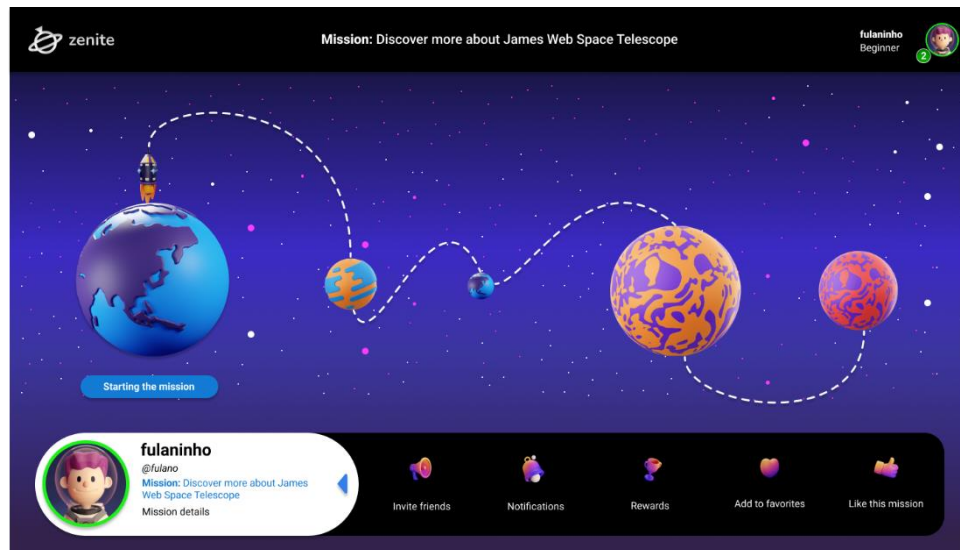 zenite
Mission: Discover more about James Web Space Telescope
fulaninho
Beginner
2
Starting the mission
fulaninho
@fulano
Mission: Discover more about James
Web Space Telescope
Mission details
Invite friends
Notifications
Rewards
Add to favorites
Like this mission